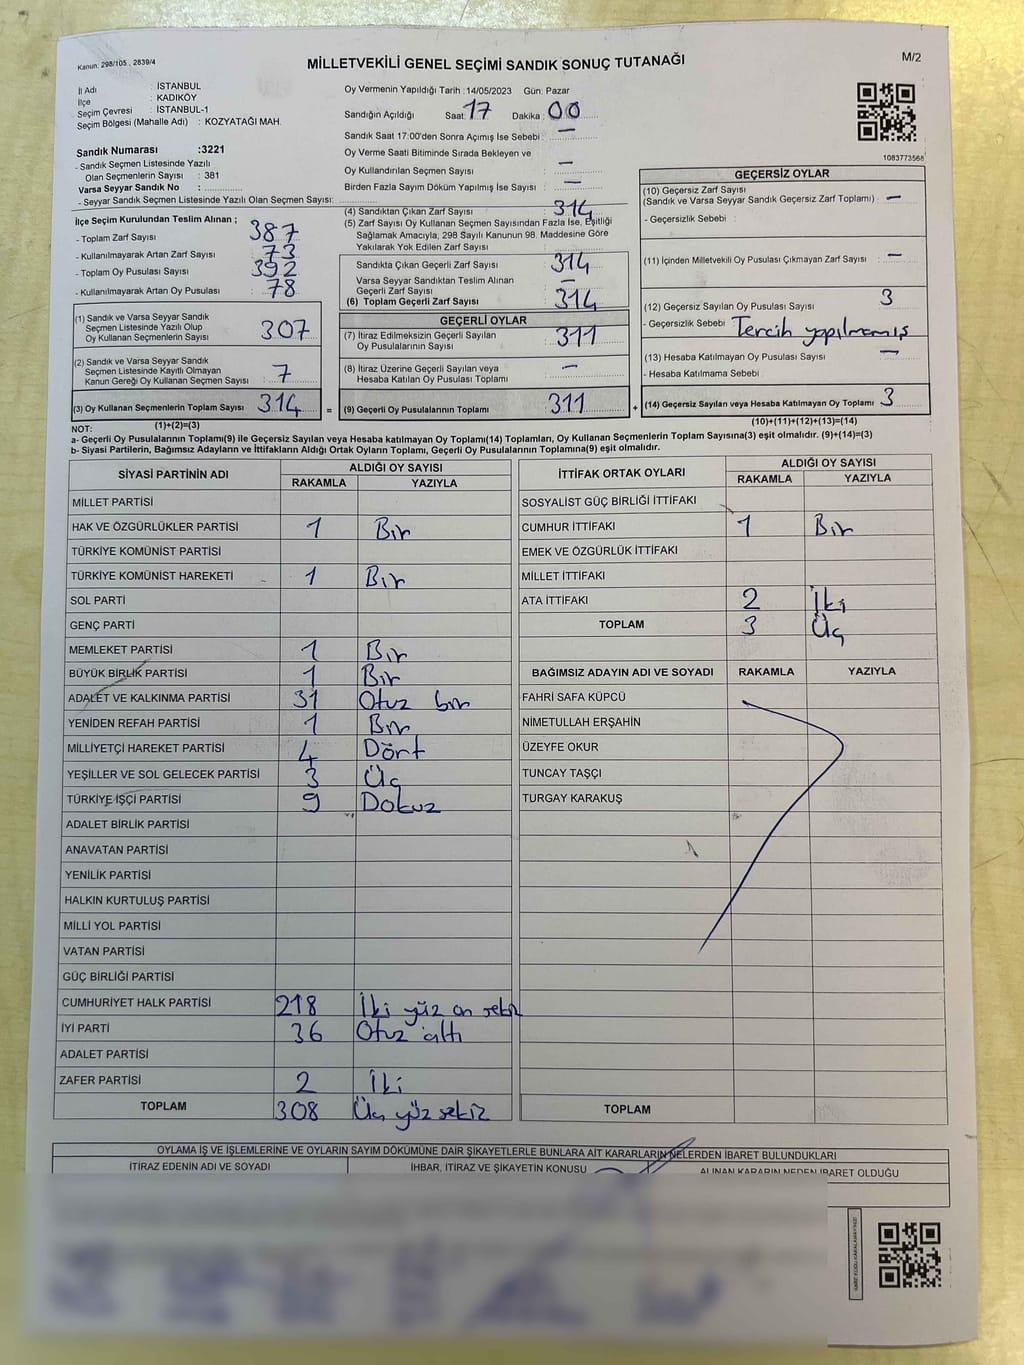 Kanun. 298/105 , 2839/4
MİLLETVEKİLİ GENEL SEÇİMİ SANDIK SONUÇ TUTANAĞI
M/2
İl Adı : İSTANBUL
İlçe : KADIKÖY
Seçim Çevresi : İSTANBUL-1
Seçim Bölgesi (Mahalle Adı) : KOZYATAĞI MAH.
Oy Vermenin Yapıldığı Tarih :14/05/2023 Gün: Pazar
Sandığın Açıldığı Saat: 17 Dakika : 00
Sandık Saat 17:00'den Sonra Açımış İse Sebebi : —
Oy Verme Saati Bitiminde Sırada Bekleyen ve
Oy Kullandırılan Seçmen Sayısı : —
Birden Fazla Sayım Döküm Yapılmış İse Sayısı : —
1083773568
Sandık Numarası :3221
- Sandık Seçmen Listesinde Yazılı
Olan Seçmenlerin Sayısı : 381
Varsa Seyyar Sandık No :
- Seyyar Sandık Seçmen Listesinde Yazılı Olan Seçmen Sayısı:
İlçe Seçim Kurulundan Teslim Alınan ;
- Toplam Zarf Sayısı : 387
- Kullanılmayarak Artan Zarf Sayısı : 73
- Toplam Oy Pusulası Sayısı : 392
- Kullanılmayarak Artan Oy Pusulası : 78
(1) Sandık ve Varsa Seyyar Sandık
Seçmen Listesinde Yazılı Olup
Oy Kullanan Seçmenlerin Sayısı : 307
(2) Sandık ve Varsa Seyyar Sandık
Seçmen Listesinde Kayıtlı Olmayan
Kanun Gereği Oy Kullanan Seçmen Sayısı : 7
(3) Oy Kullanan Seçmenlerin Toplam Sayısı : 314
(1)+(2)=(3)
(4) Sandıktan Çıkan Zarf Sayısı : 314
(5) Zarf Sayısı Oy Kullanan Seçmen Sayısından Fazla İse, Eşitliği
Sağlamak Amacıyla, 298 Sayılı Kanunun 98. Maddesine Göre
Yakılarak Yok Edilen Zarf Sayısı :
Sandıkta Çıkan Geçerli Zarf Sayısı : 314
Varsa Seyyar Sandıktan Teslim Alınan
Geçerli Zarf Sayısı : —
(6) Toplam Geçerli Zarf Sayısı : 314
GEÇERLİ OYLAR
(7) İtiraz Edilmeksizin Geçerli Sayılan
Oy Pusulalarının Sayısı : 311
(8) İtiraz Üzerine Geçerli Sayılan veya
Hesaba Katılan Oy Pusulası Toplamı : —
= (9) Geçerli Oy Pusulalarının Toplamı : 311
GEÇERSİZ OYLAR
(10) Geçersiz Zarf Sayısı
(Sandık ve Varsa Seyyar Sandık Geçersiz Zarf Toplamı) : —
- Geçersizlik Sebebi :
(11) İçinden Milletvekili Oy Pusulası Çıkmayan Zarf Sayısı : —
(12) Geçersiz Sayılan Oy Pusulası Sayısı : 3
- Geçersizlik Sebebi : Tercih yapılmamış
(13) Hesaba Katılmayan Oy Pusulası Sayısı : —
- Hesaba Katılmama Sebebi :
+ (14) Geçersiz Sayılan veya Hesaba Katılmayan Oy Toplamı : 3
(10)+(11)+(12)+(13)=(14)
NOT:
a- Geçerli Oy Pusulalarının Toplamı(9) ile Geçersiz Sayılan veya Hesaba katılmayan Oy Toplamı(14) Toplamları, Oy Kullanan Seçmenlerin Toplam Sayısına(3) eşit olmalıdır. (9)+(14)=(3)
b- Siyasi Partilerin, Bağımsız Adayların ve İttifakların Aldığı Ortak Oyların Toplamı, Geçerli Oy Pusulalarının Toplamına(9) eşit olmalıdır.
SİYASİ PARTİNİN ADI ALDIĞI OY SAYISI
RAKAMLA YAZIYLA
MİLLET PARTİSİ
HAK VE ÖZGÜRLÜKLER PARTİSİ 1 Bir
TÜRKİYE KOMÜNİST PARTİSİ
TÜRKİYE KOMÜNİST HAREKETİ 1 Bir
SOL PARTİ
GENÇ PARTİ
MEMLEKET PARTİSİ 1 Bir
BÜYÜK BİRLİK PARTİSİ 1 Bir
ADALET VE KALKINMA PARTİSİ 31 Otuz bir
YENİDEN REFAH PARTİSİ 1 Bir
MİLLİYETÇİ HAREKET PARTİSİ 4 Dört
YEŞİLLER VE SOL GELECEK PARTİSİ 3 Üç
TÜRKİYE İŞÇİ PARTİSİ 9 Dokuz
ADALET BİRLİK PARTİSİ
ANAVATAN PARTİSİ
YENİLİK PARTİSİ
HALKIN KURTULUŞ PARTİSİ
MİLLİ YOL PARTİSİ
VATAN PARTİSİ
GÜÇ BİRLİĞİ PARTİSİ
CUMHURİYET HALK PARTİSİ 218 İki yüz on sekiz
İYİ PARTİ 36 Otuz altı
ADALET PARTİSİ
ZAFER PARTİSİ 2 İki
TOPLAM 308 Üç yüz sekiz
İTTİFAK ORTAK OYLARI ALDIĞI OY SAYISI
RAKAMLA YAZIYLA
SOSYALİST GÜÇ BİRLİĞİ İTTİFAKI
CUMHUR İTTİFAKI 1 Bir
EMEK VE ÖZGÜRLÜK İTTİFAKI
MİLLET İTTİFAKI
ATA İTTİFAKI 2 İki
TOPLAM 3 Üç
BAĞIMSIZ ADAYIN ADI VE SOYADI RAKAMLA YAZIYLA
FAHRİ SAFA KÜPCÜ
NİMETULLAH ERŞAHİN
ÜZEYFE OKUR
TUNCAY TAŞÇI
TURGAY KARAKUŞ
TOPLAM
OYLAMA İŞ VE İŞLEMLERİNE VE OYLARIN SAYIM DÖKÜMÜNE DAİR ŞİKAYETLERLE BUNLARA AİT KARARLARIN NELERDEN İBARET BULUNDUKLARI
İTİRAZ EDENİN ADI VE SOYADI İHBAR, İTİRAZ VE ŞİKAYETİN KONUSU ALINAN KARARIN NEDEN İBARET OLDUĞU